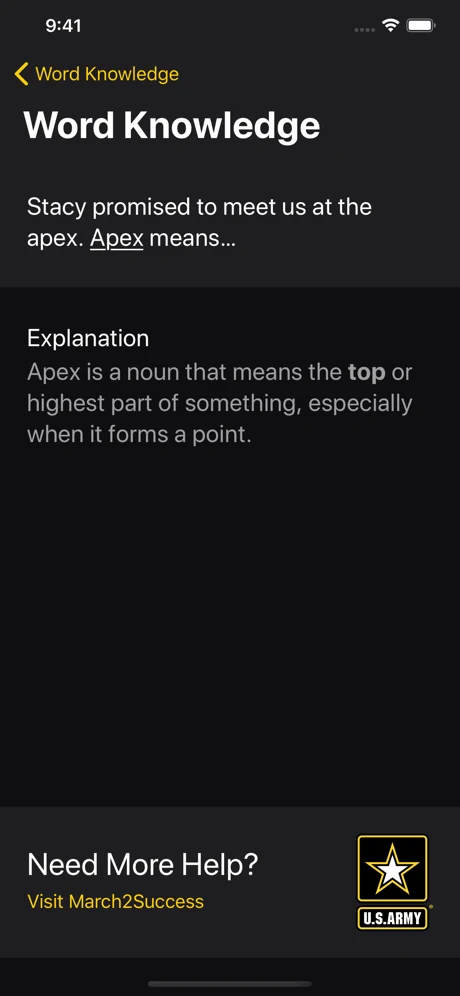 9:41
Word Knowledge
Word Knowledge
Stacy promised to meet us at the
apex. Apex means...
Explanation
Apex is a noun that means the top or
highest part of something, especially
when it forms a point.
Need More Help?
Visit March2Success
U.S.ARMY